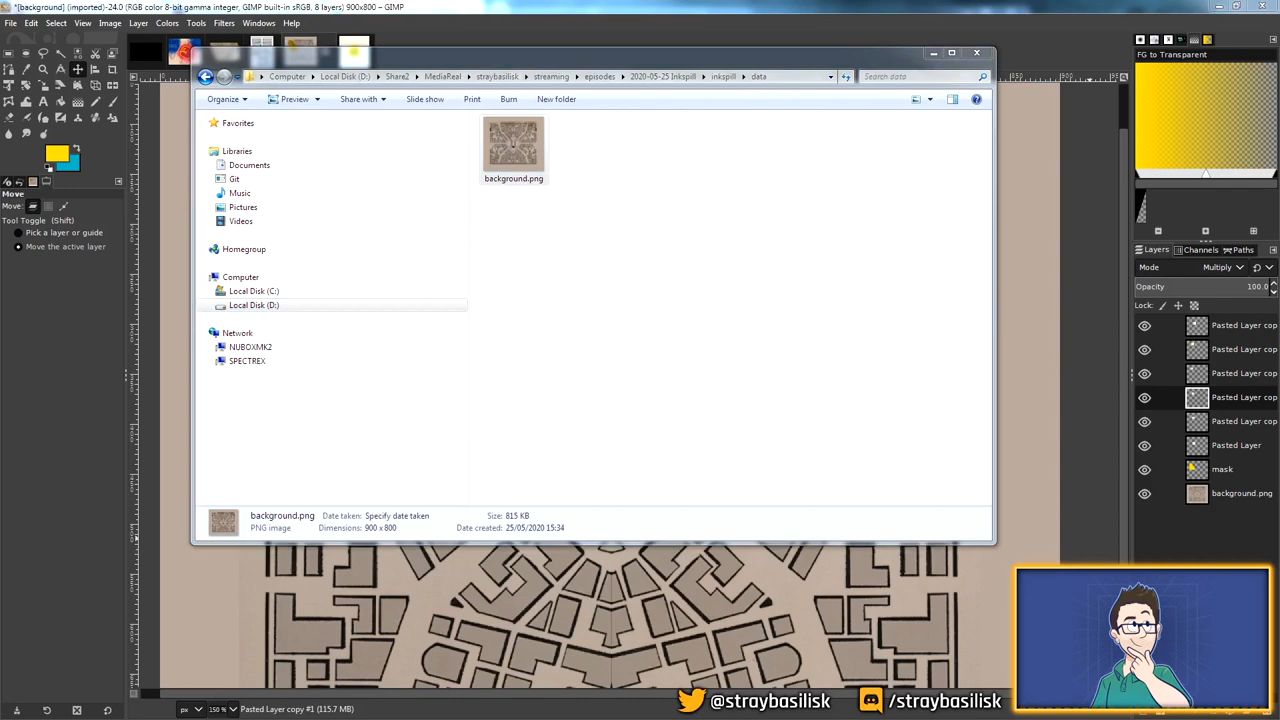 *[background] (imported)-24.0 (RGB color 8-bit gamma integer, GIMP built-in sRGB, 8 layers) 900x800 – GIMP
File Edit Select View Image Layer Colors Tools Filters Windows Help
Computer Local Disk (D:) Share2 MediaReal straybasilisk streaming episodes 2020-05-25 Inkspill inkspill data
Search data
FG to Transparent
Organize Preview Share with Slide show Print Burn New folder
Favorites
Libraries
Documents
Git
Music
Pictures
Videos
Homegroup
Computer
Local Disk (C:)
Local Disk (D:)
Network
NUBOXMK2
SPECTREX
background.png
background.png Date taken: Specify date taken Size: 815 KB
PNG image Dimensions: 900 x 800 Date created: 25/05/2020 15:34
Move
Move:
Tool Toggle (Shift)
Pick a layer or guide
Move the active layer
Layers Channels Paths
Mode Multiply
Opacity 100.0
Lock:
Pasted Layer cop
Pasted Layer cop
Pasted Layer cop
Pasted Layer cop
Pasted Layer cop
Pasted Layer
mask
background.png
@straybasilisk /straybasilisk
px 150 % Pasted Layer copy #1 (115.7 MB)